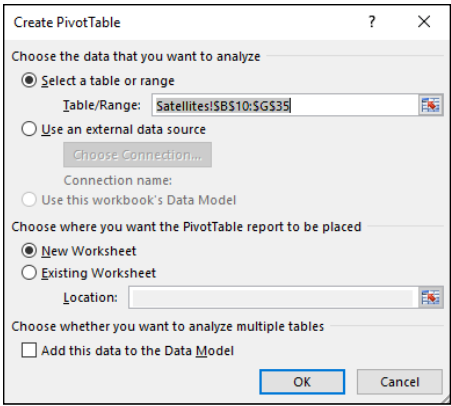 Create PivotTable ? ×
Choose the data that you want to analyze
Select a table or range
Table/Range: Satellites!$B$10:$G$35
Use an external data source
Choose Connection...
Connection name:
Use this workbook's Data Model
Choose where you want the PivotTable report to be placed
New Worksheet
Existing Worksheet
Location:
Choose whether you want to analyze multiple tables
Add this data to the Data Model
OK Cancel